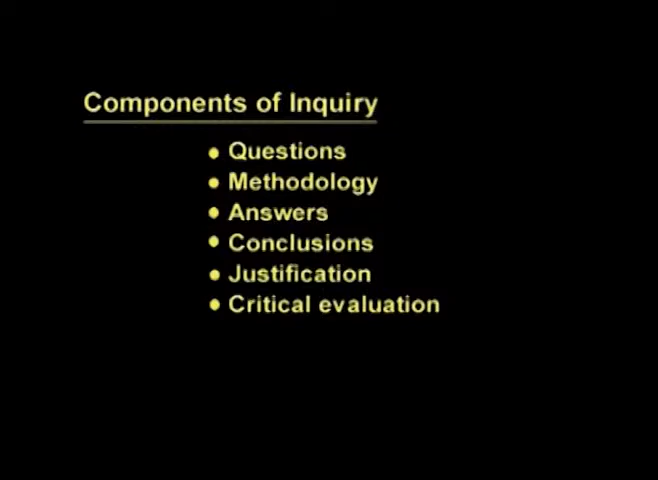 Components of Inquiry
• Questions
• Methodology
• Answers
• Conclusions
• Justification
• Critical evaluation